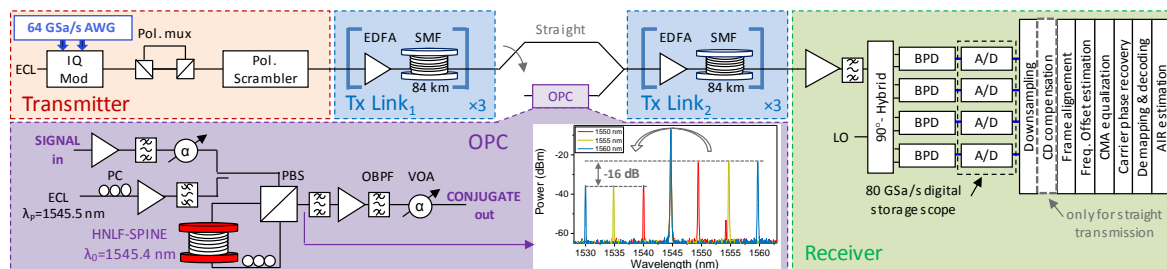 64 GSa/s AWG
Pol. mux
ECL
IQ
Mod
Pol.
Scrambler
Transmitter
EDFA
SMF
84 km
Tx Link1
×3
Straight
OPC
EDFA
SMF
84 km
Tx Link2
×3
LO
90°- Hybrid
BPD
A/D
BPD
A/D
BPD
A/D
BPD
A/D
80 GSa/s digital
storage scope
Downsampling
CD compensation
Frame alignment
Freq. Offset estimation
CMA equalization
Carrier phase recovery
Demapping & decoding
AIR estimation
only for straight
transmission
Receiver
OPC
SIGNAL
in
α
PC
ECL
λP=1545.5 nm
PBS
OBPF
VOA
α
CONJUGATE
out
HNLF-SPINE
λ0=1545.4 nm
Power (dBm)
-20
-40
-60
1550 nm
1555 nm
1560 nm
-16 dB
1530
1535
1540
1545
1550
1555
1560
Wavelength (nm)